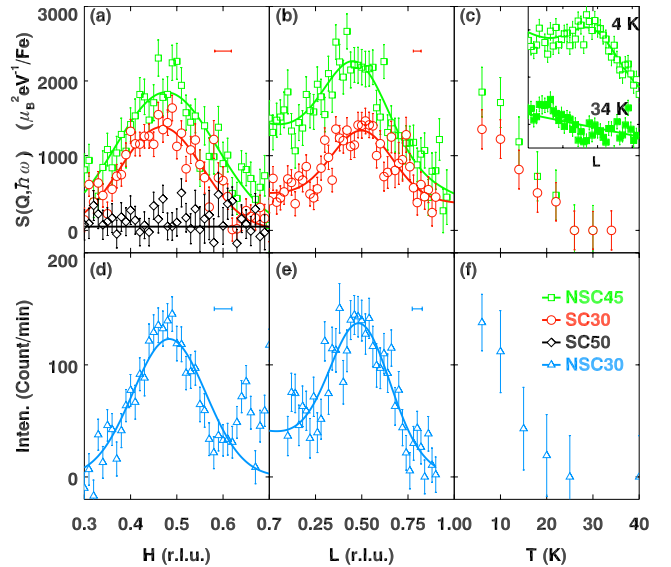 (a) (b) (c)
4 K
34 K
L
3000
2000
1000
0
S(Q,ħω) (μ_B²eV⁻¹/Fe)
(d) (e) (f)
NSC45
SC30
SC50
NSC30
200
100
0
Inten. (Count/min)
0.3 0.4 0.5 0.6 0.7 0.25 0.50 0.75 1.00 10 20 30 40
H (r.l.u.) L (r.l.u.) T (K)